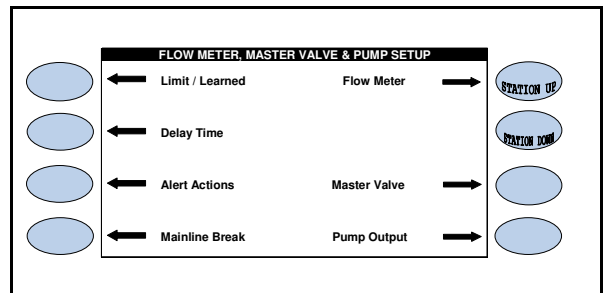 FLOW METER, MASTER VALVE & PUMP SETUP
Limit / Learned
Flow Meter
STATION UP
Delay Time
STATION DOWN
Alert Actions
Master Valve
Mainline Break
Pump Output